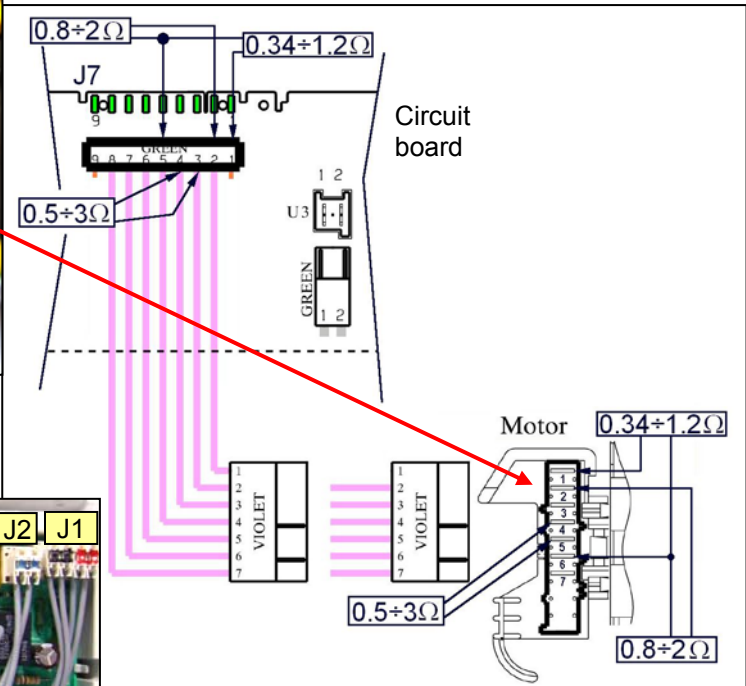 0.8÷2Ω
0.34÷1.2Ω
J7
Circuit
board
9
GREEN
9 8 7 6 5 4 3 2 1
1 2
U3
0.5÷3Ω
GREEN
1 2
Motor
0.34÷1.2Ω
1
2
3
4
5
6
7
VIOLET
1
2
3
4
5
6
7
VIOLET
1
2
3
4
5
6
7
J2 J1
0.5÷3Ω
0.8÷2Ω